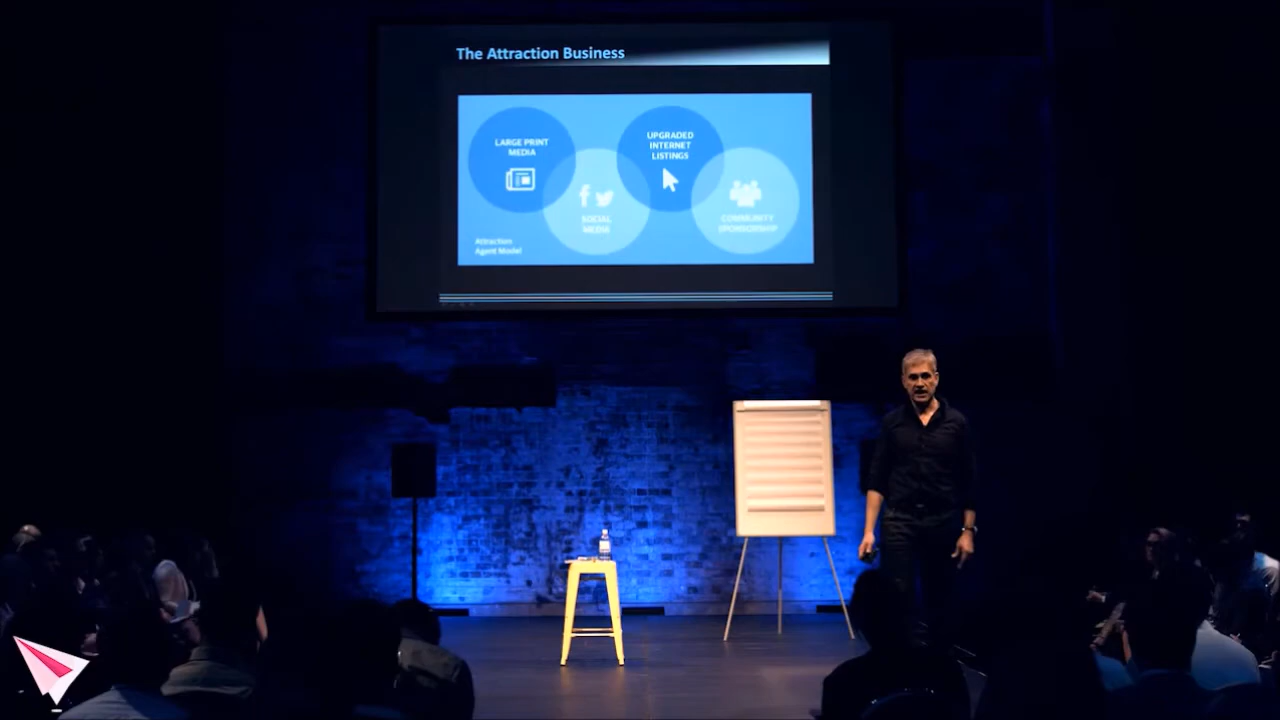 The Attraction Business
LARGE PRINT
MEDIA
UPGRADED
INTERNET
LISTINGS
SOCIAL
MEDIA
COMMUNITY
SPONSORSHIP
Attraction
Agent Model